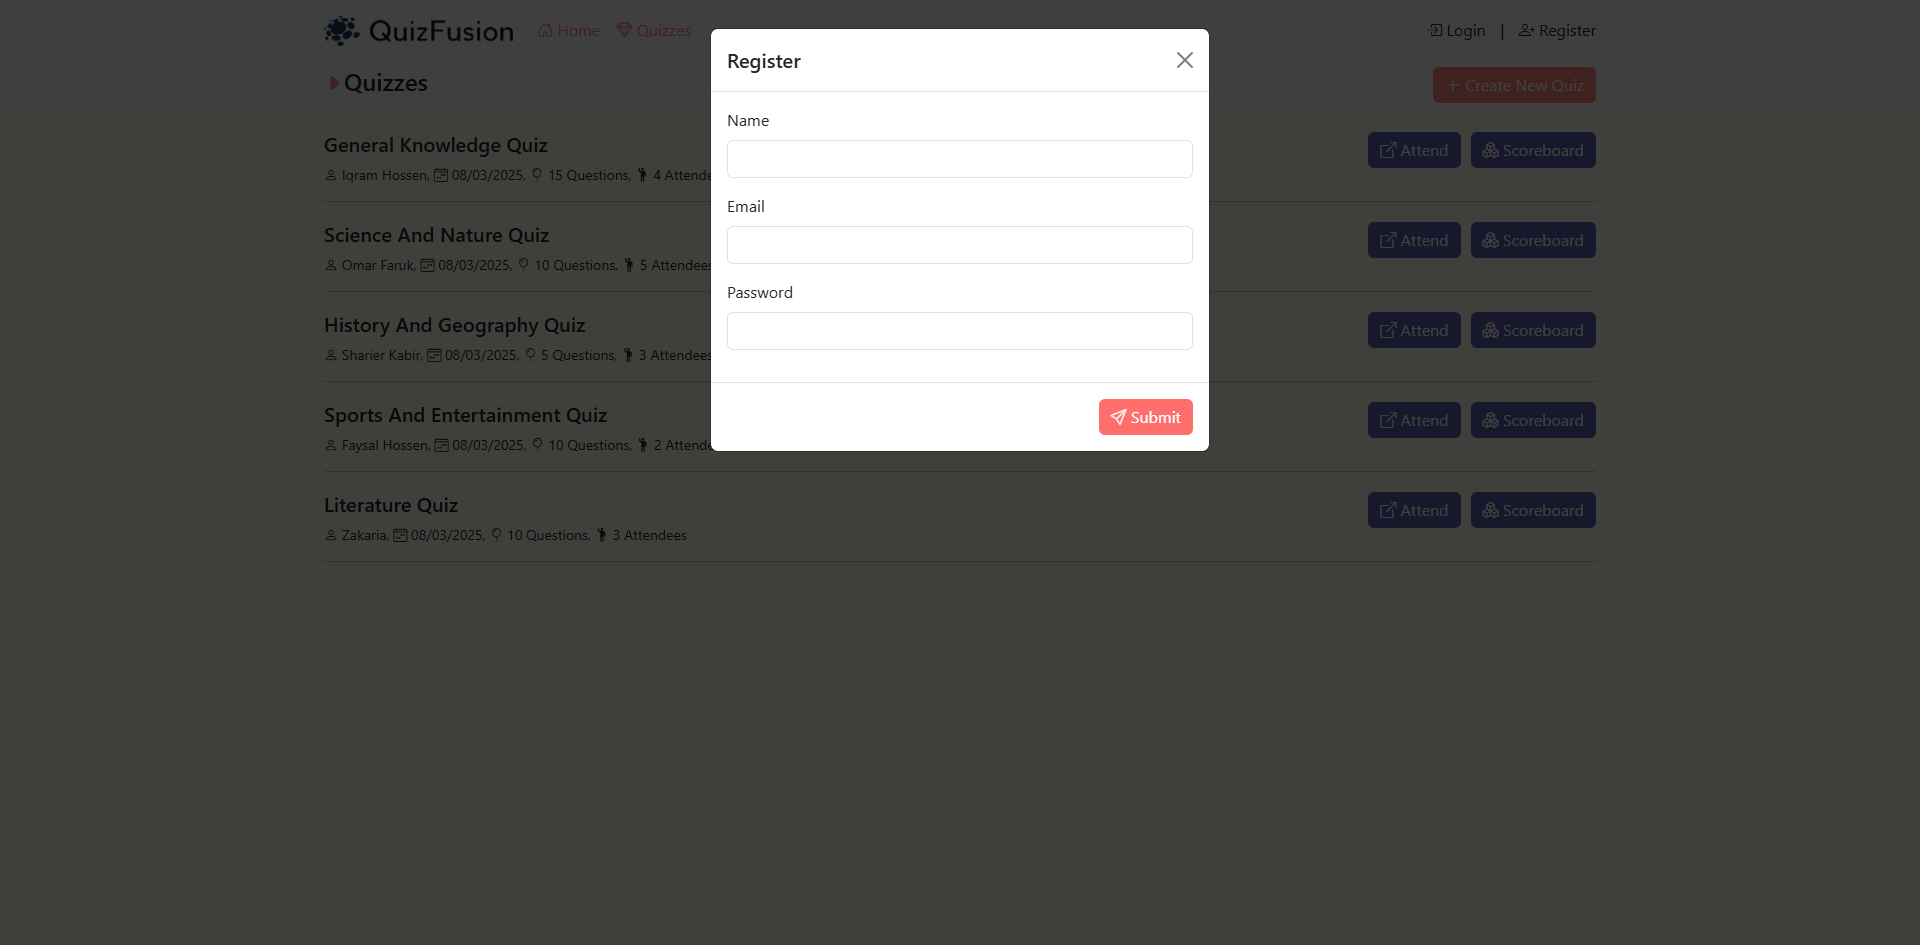 QuizFusion Home Quizzes Login | Register
Quizzes
Create New Quiz
Register
Name
Email
Password
Submit
General Knowledge Quiz
Iqram Hossen, 08/03/2025, 15 Questions, 4 Attende
Attend Scoreboard
Science And Nature Quiz
Omar Faruk, 08/03/2025, 10 Questions, 5 Attendees
Attend Scoreboard
History And Geography Quiz
Sharier Kabir, 08/03/2025, 5 Questions, 3 Attendees
Attend Scoreboard
Sports And Entertainment Quiz
Faysal Hossen, 08/03/2025, 10 Questions, 2 Attende
Attend Scoreboard
Literature Quiz
Zakaria, 08/03/2025, 10 Questions, 3 Attendees
Attend Scoreboard